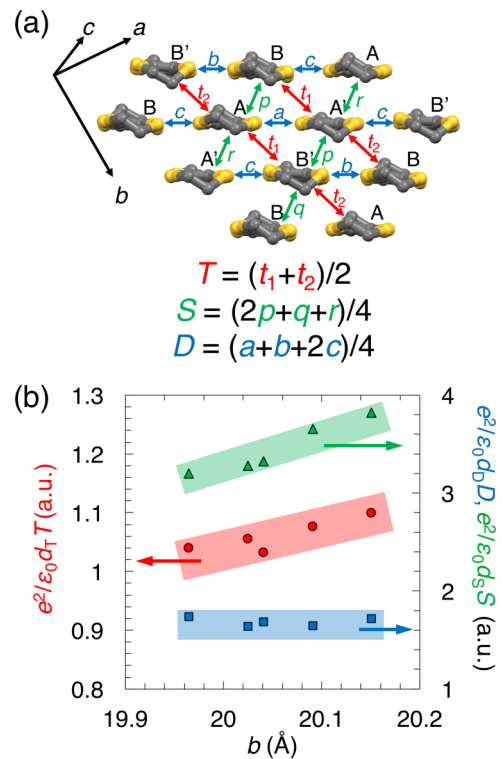 (a)
c
a
b
B’ b B c A
t2 p t1 r
B c A a A’ c B’
A’ r t1 B’ p t2 B
c b
B q t2 A
T = (t1+t2)/2
S = (2p+q+r)/4
D = (a+b+2c)/4
(b)
e²/ε0dTT (a.u.)
1.3
1.2
1.1
1
0.9
0.8
4
3
2
1
e²/ε0dDD, e²/ε0dSS (a.u.)
19.9 20 20.1 20.2
b (Å)